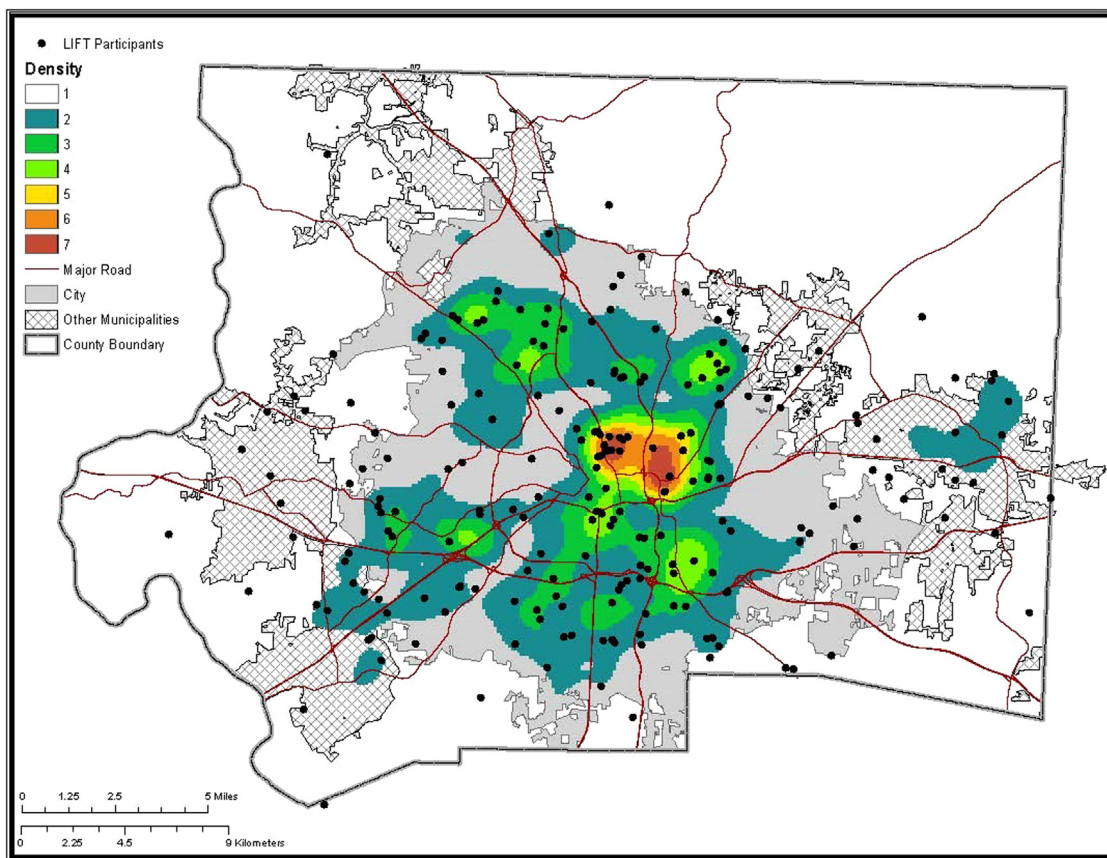 LIFT Participants
Density
1
2
3
4
5
6
7
Major Road
City
Other Municipalities
County Boundary
0 1.25 2.5 5 Miles
0 2.25 4.5 9 Kilometers